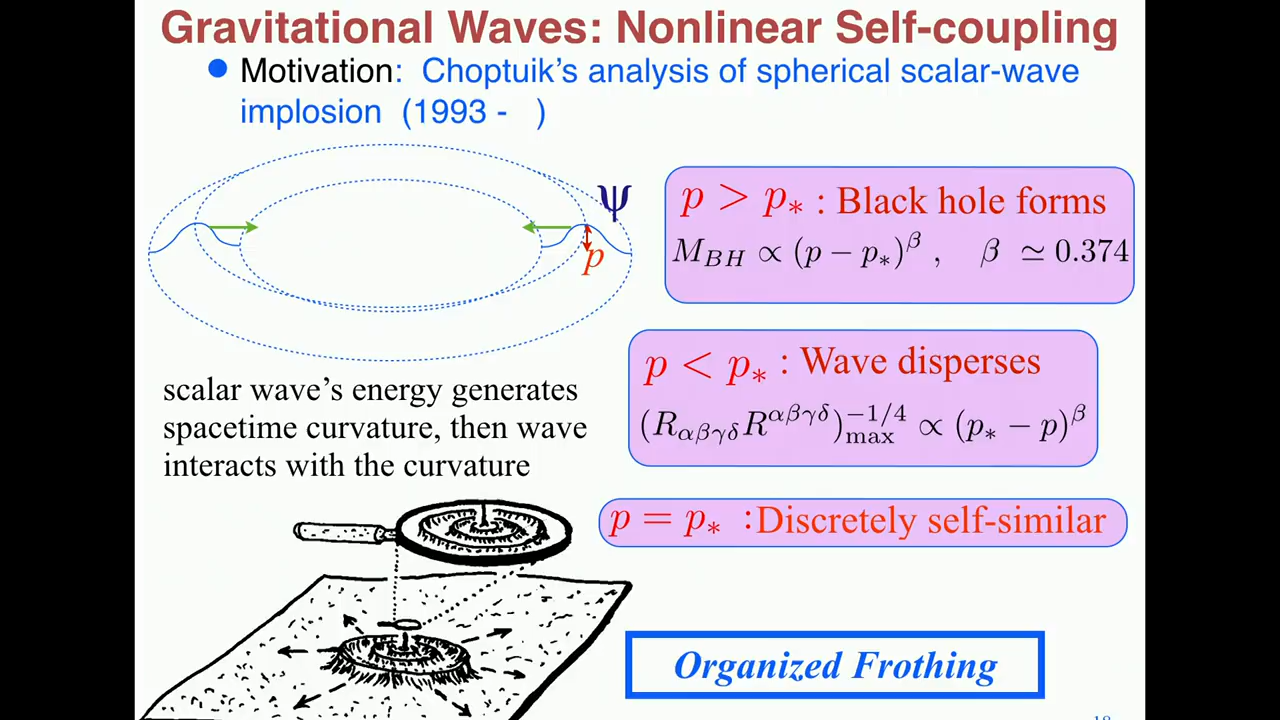 Gravitational Waves: Nonlinear Self-coupling
● Motivation: Choptuik's analysis of spherical scalar-wave
implosion (1993 - )
ψ
p
p > p* : Black hole forms
M_BH ∝ (p − p*)^β , β ≃ 0.374
p < p* : Wave disperses
(R_αβγδ R^αβγδ)_max^−1/4 ∝ (p* − p)^β
scalar wave's energy generates
spacetime curvature, then wave
interacts with the curvature
p = p* :Discretely self-similar
Organized Frothing
18